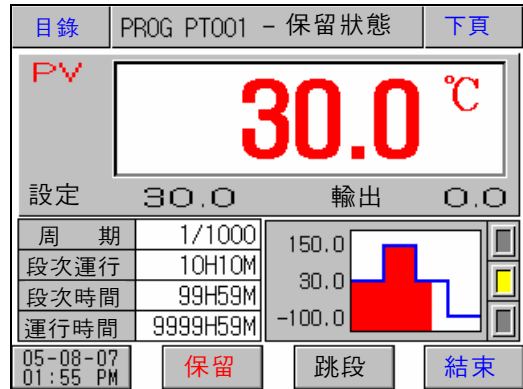 目錄 PROG PT001 - 保留狀態 下頁
PV 30.0 ℃
設定 30.0 輸出 0.0
周 期 1/1000
段次運行 10H10M
段次時間 99H59M
運行時間 9999H59M
150.0
30.0
-100.0
05-08-07
01:55 PM
保留 跳段 結束